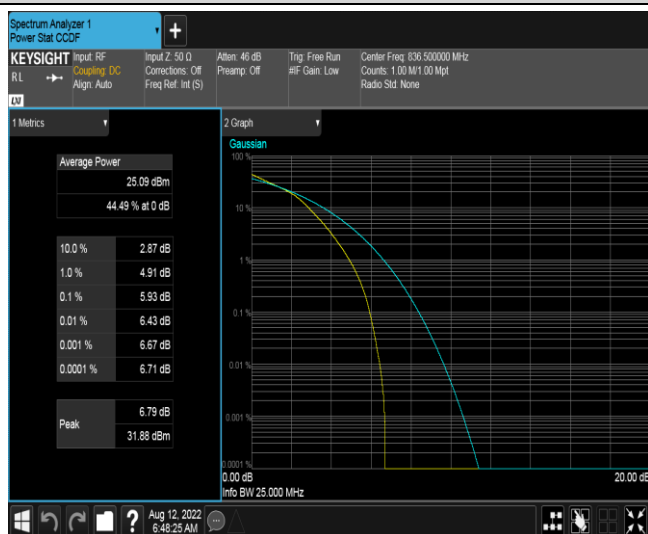 Spectrum Analyzer 1
Power Stat CCDF
+
KEYSIGHT
RL
LXI
Input: RF
Coupling: DC
Align: Auto
Input Z: 50 Ω
Corrections: Off
Freq Ref: Int (S)
Atten: 46 dB
Preamp: Off
Trig: Free Run
#IF Gain: Low
Center Freq: 836.500000 MHz
Counts: 1.00 M/1.00 Mpt
Radio Std: None
1 Metrics
Average Power
25.09 dBm
44.49 % at 0 dB
10.0 % 2.87 dB
1.0 % 4.91 dB
0.1 % 5.93 dB
0.01 % 6.43 dB
0.001 % 6.67 dB
0.0001 % 6.71 dB
Peak
6.79 dB
31.88 dBm
2 Graph
Gaussian
100 %
10 %
1 %
0.1 %
0.01 %
0.001 %
0.0001 %
0.00 dB
20.00 dB
Info BW 25.000 MHz
?
Aug 12, 2022
6:48:25 AM